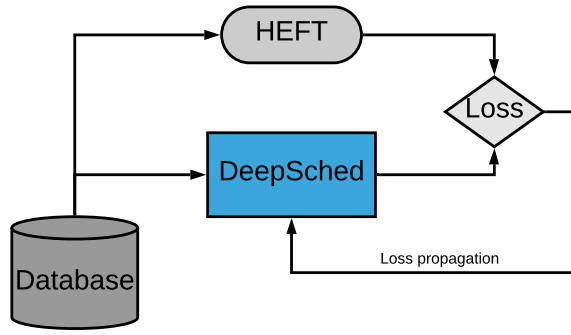 HEFT
Loss
DeepSched
Loss propagation
Database